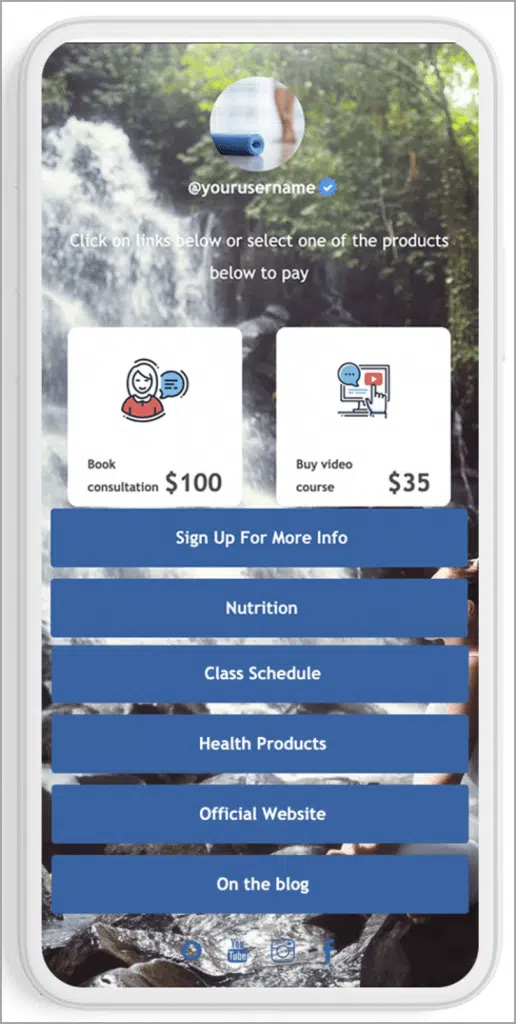 @yourusername
Click on links below or select one of the products
below to pay
Book
consultation $100
Buy video
course $35
Sign Up For More Info
Nutrition
Class Schedule
Health Products
Official Website
On the blog
You
Tube